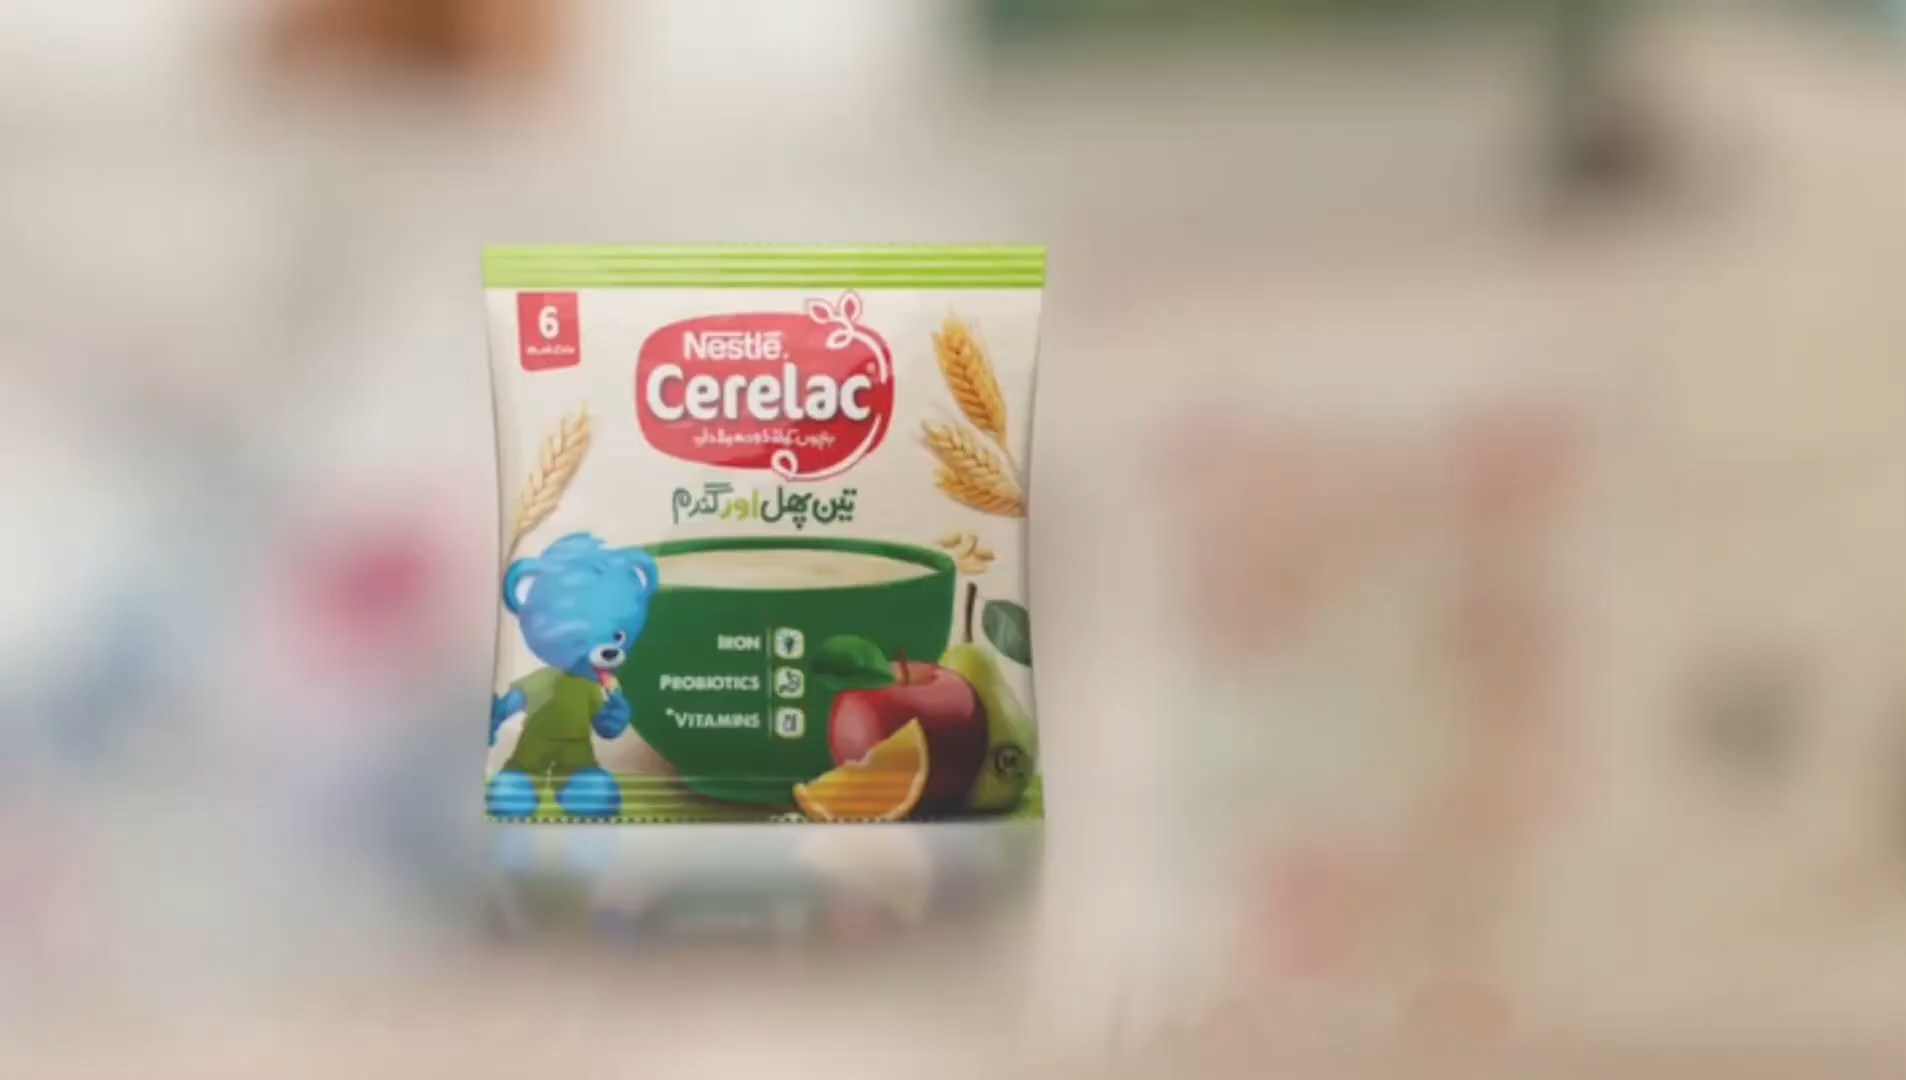 6
Nestlé.
Cerelac®
تین پھل اور گندم
IRON
PROBIOTICS
*VITAMINS